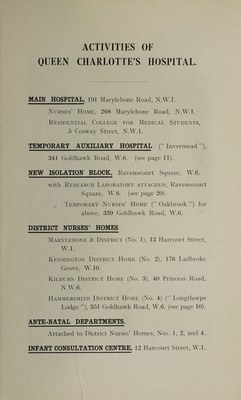 ACTIVITIES OF
QUEEN CHARLOTTE'S HOSPITAL.
MAIN HOSPITAL, 191 Marylebone Road, N.W.1.
NURSES' HOME, 268 Marylebone Road, N.W.1.
RESIDENTIAL COLLEGE FOR MEDICAL STUDENTS,
5 Conway Street, N.W.1.
TEMPORARY AUXILIARY HOSPITAL (" Invermead "),
341 Goldhawk Road, W.6. (see page 11).
NEW ISOLATION BLOCK, Ravenscourt Square, W.6.
with RESEARCH LABORATORY ATTACHED, Ravenscourt
Square, W.6. (see page 20).
,, TEMPORARY NURSES' HOME (" Oakbrook ") for
above, 339 Goldhawk Road, W.6.
DISTRICT NURSES' HOMES
MARYLEBONE & DISTRICT (No. 1), 13 Harcourt Street,
W.1.
KENSINGTON DISTRICT HOME (No. 2), 176 Ladbroke
Grove, W.10.
KILBURN DISTRICT HOME (No. 3), 40 Princess Road,
N.W.6.
HAMMERSMITH DISTRICT HOME (No. 4) (" Longthorpe
Lodge "), 351 Goldhawk Road, W.6. (see page 10).
ANTE-NATAL DEPARTMENTS.
Attached to District Nurses' Homes, Nos. 1, 2, and 4.
INFANT CONSULTATION CENTRE, 12 Harcourt Street, W.1.